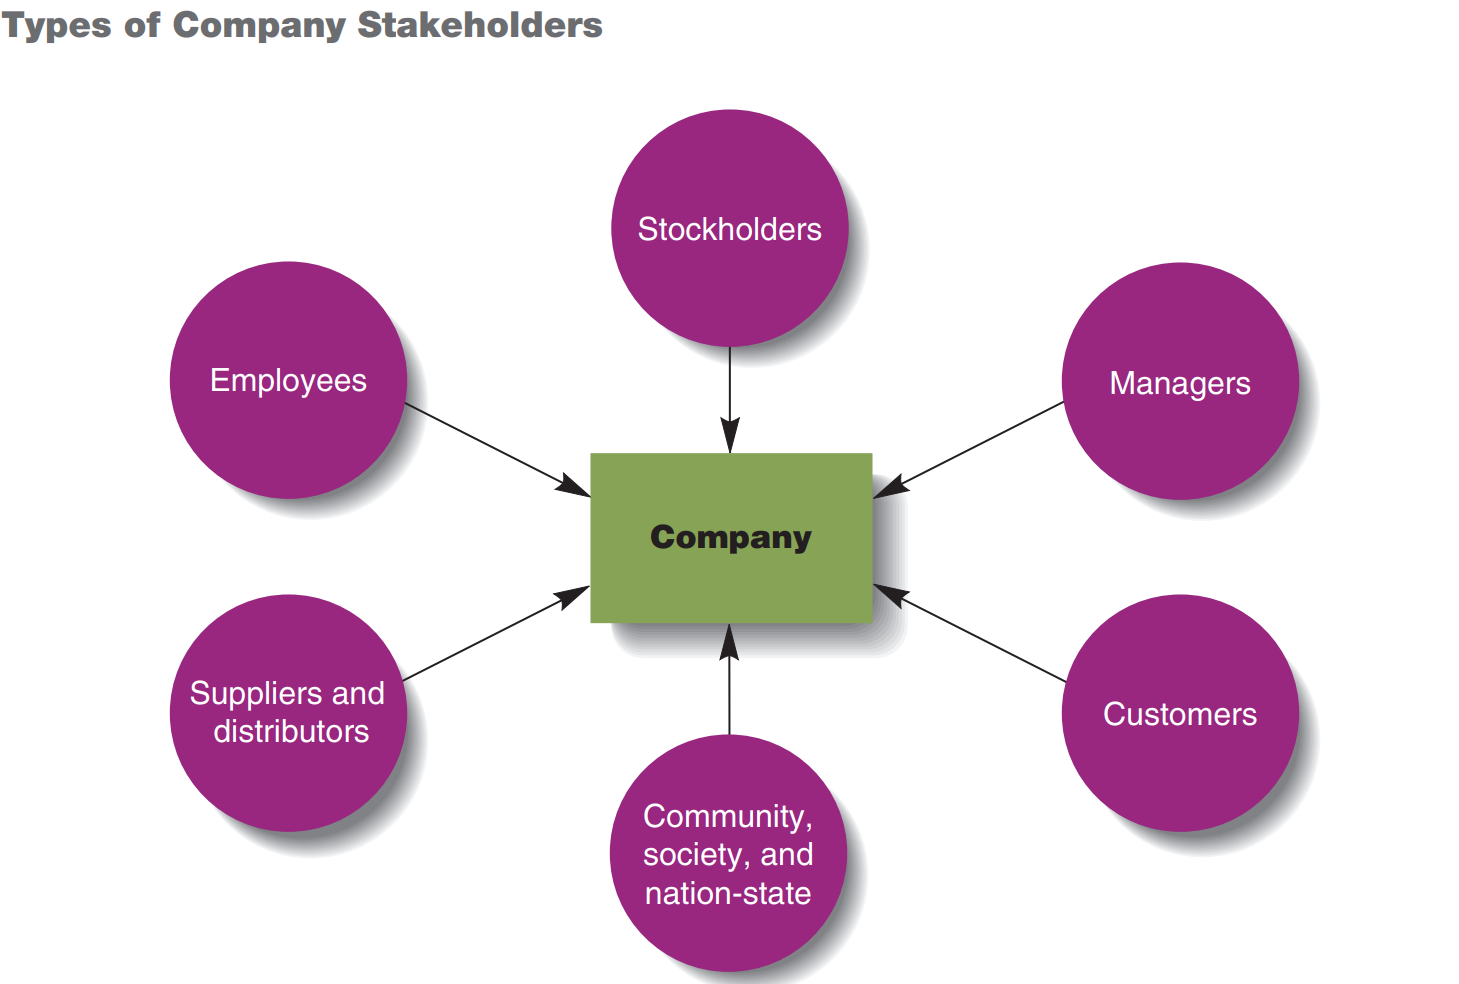 Types of Company Stakeholders
Stockholders
Employees
Managers
Company
Suppliers and
distributors
Customers
Community,
society, and
nation-state